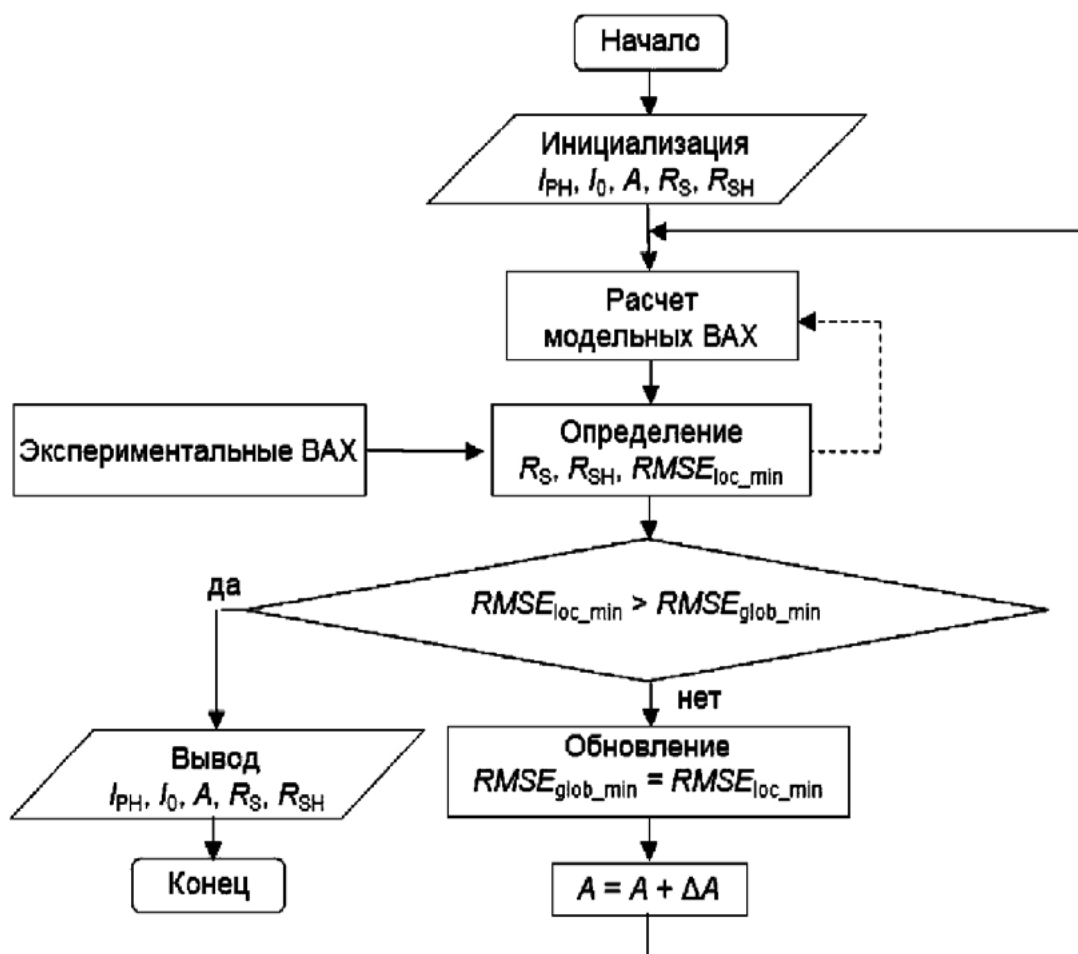 Начало
Инициализация
I_PH, I_0, A, R_S, R_SH
Расчет
модельных ВАХ
Экспериментальные ВАХ
Определение
R_S, R_SH, RMSE_loc_min
да
RMSE_loc_min > RMSE_glob_min
нет
Вывод
I_PH, I_0, A, R_S, R_SH
Обновление
RMSE_glob_min = RMSE_loc_min
Конец
A = A + ΔA